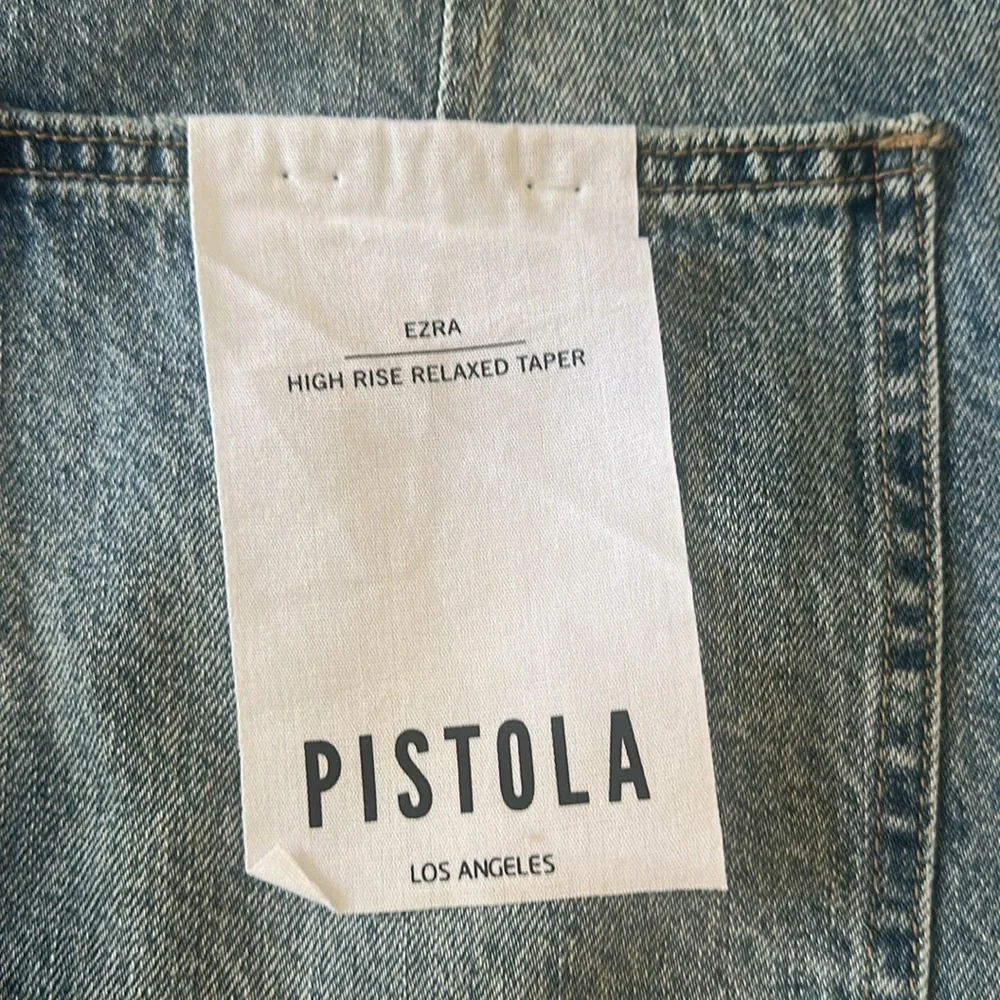 EZRA
HIGH RISE RELAXED TAPER
PISTOLA
LOS ANGELES